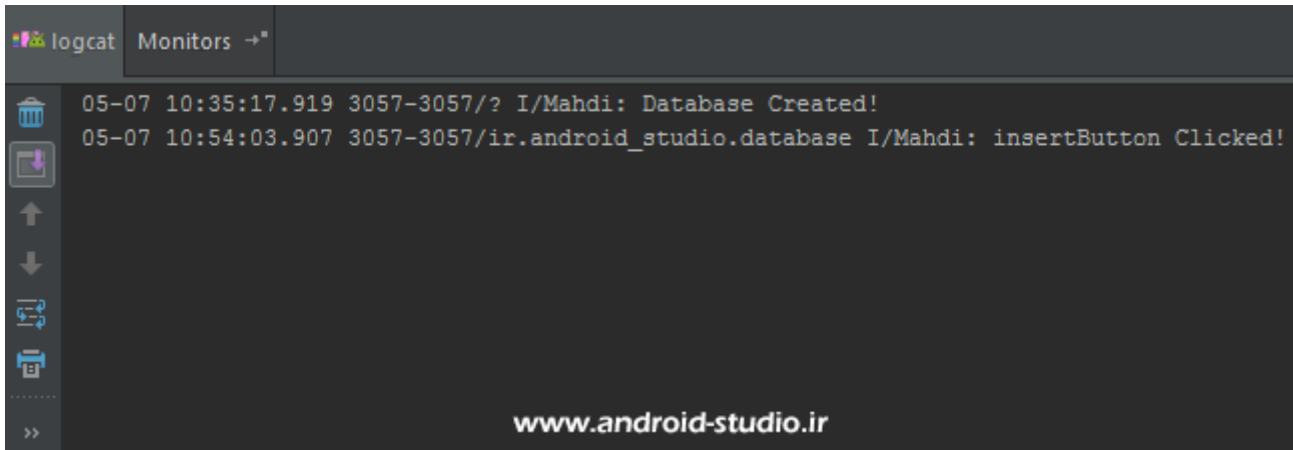 logcat Monitors
05-07 10:35:17.919 3057-3057/? I/Mahdi: Database Created!
05-07 10:54:03.907 3057-3057/ir.android_studio.database I/Mahdi: insertButton Clicked!
www.android-studio.ir